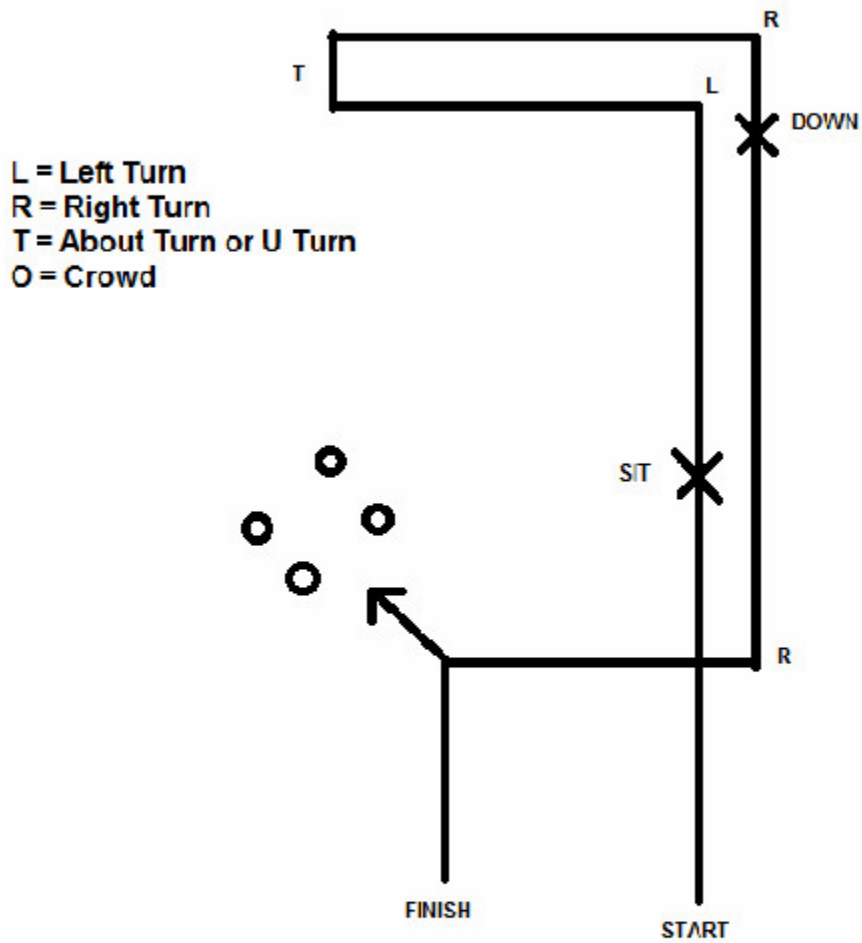 R
T
L
DOWN
L = Left Turn
R = Right Turn
T = About Turn or U Turn
O = Crowd
SIT
R
FINISH
START